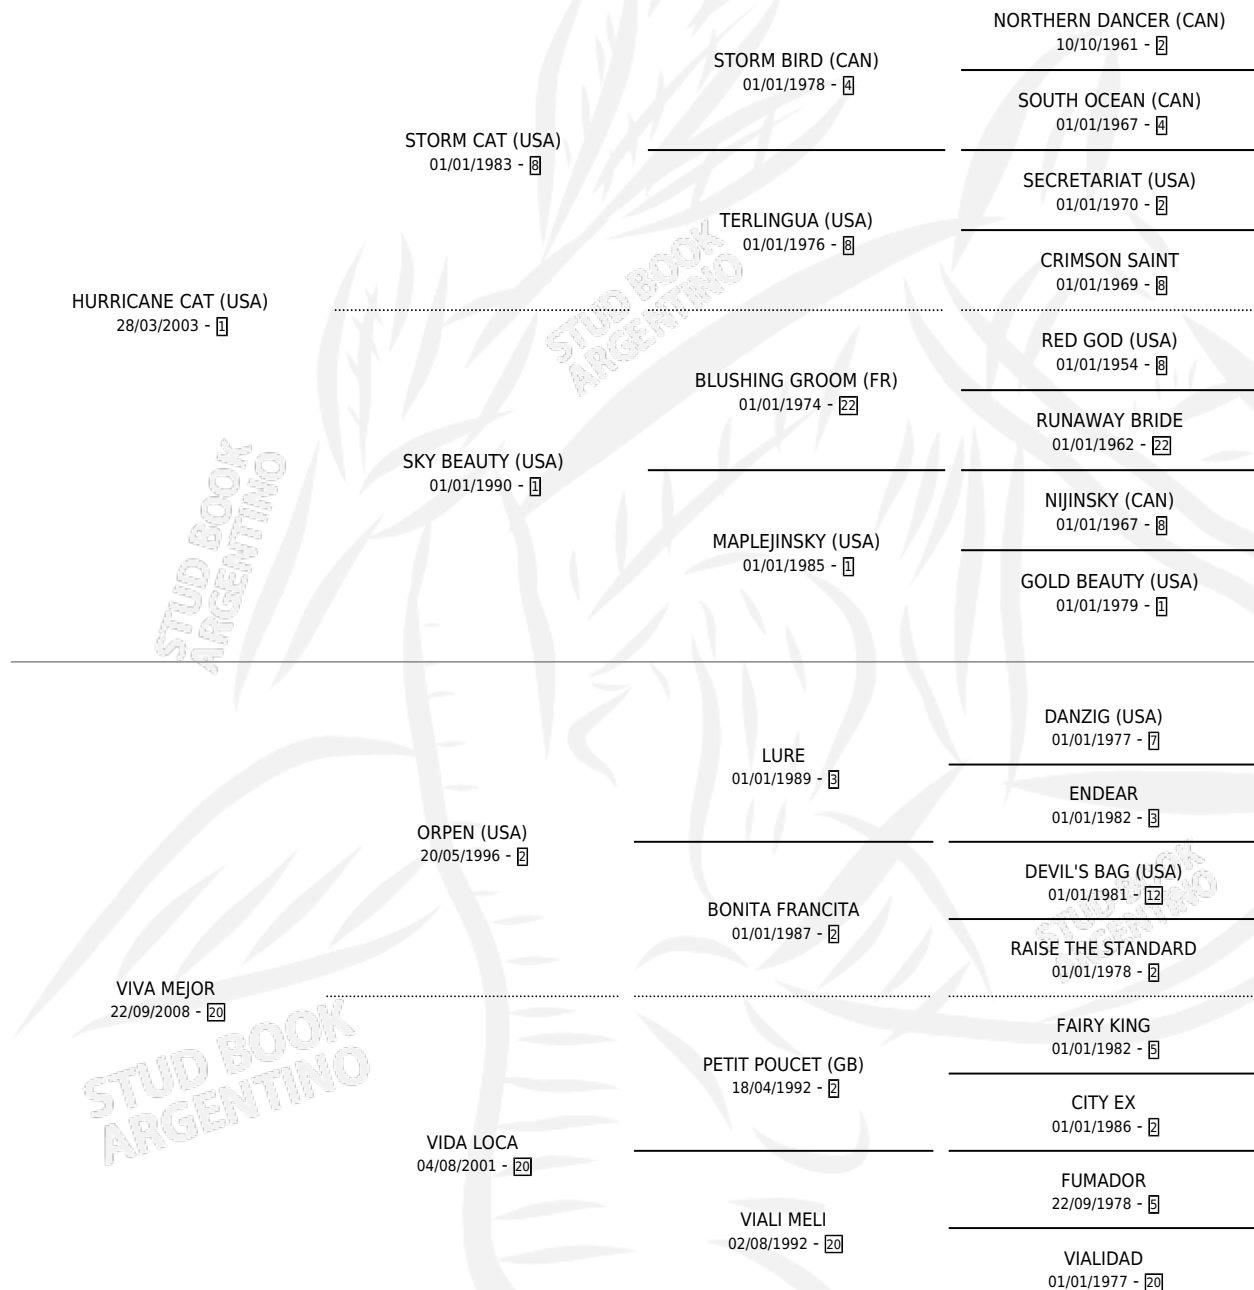 NORTHERN DANCER (CAN)
10/10/1961 - 2
STORM BIRD (CAN)
01/01/1978 - 4
SOUTH OCEAN (CAN)
01/01/1967 - 4
STORM CAT (USA)
01/01/1983 - 8
SECRETARIAT (USA)
01/01/1970 - 2
TERLINGUA (USA)
01/01/1976 - 8
CRIMSON SAINT
01/01/1969 - 8
HURRICANE CAT (USA)
28/03/2003 - 1
STUD BOOK
ARGENTINO
RED GOD (USA)
01/01/1954 - 8
BLUSHING GROOM (FR)
01/01/1974 - 22
RUNAWAY BRIDE
01/01/1962 - 22
SKY BEAUTY (USA)
01/01/1990 - 1
NIJINSKY (CAN)
01/01/1967 - 8
MAPLEJINSKY (USA)
01/01/1985 - 1
GOLD BEAUTY (USA)
01/01/1979 - 1
STUD BOOK
ARGENTINO
DANZIG (USA)
01/01/1977 - 7
LURE
01/01/1989 - 3
ENDEAR
01/01/1982 - 3
ORPEN (USA)
20/05/1996 - 2
DEVIL'S BAG (USA)
01/01/1981 - 12
BONITA FRANCITA
01/01/1987 - 2
STUD BOOK
ARGENTINO
RAISE THE STANDARD
01/01/1978 - 2
VIVA MEJOR
22/09/2008 - 20
STUD BOOK
ARGENTINO
FAIRY KING
01/01/1982 - 5
PETIT POUCET (GB)
18/04/1992 - 2
CITY EX
01/01/1986 - 2
VIDA LOCA
04/08/2001 - 20
FUMADOR
22/09/1978 - 5
VIALI MELI
02/08/1992 - 20
VIALIDAD
01/01/1977 - 20